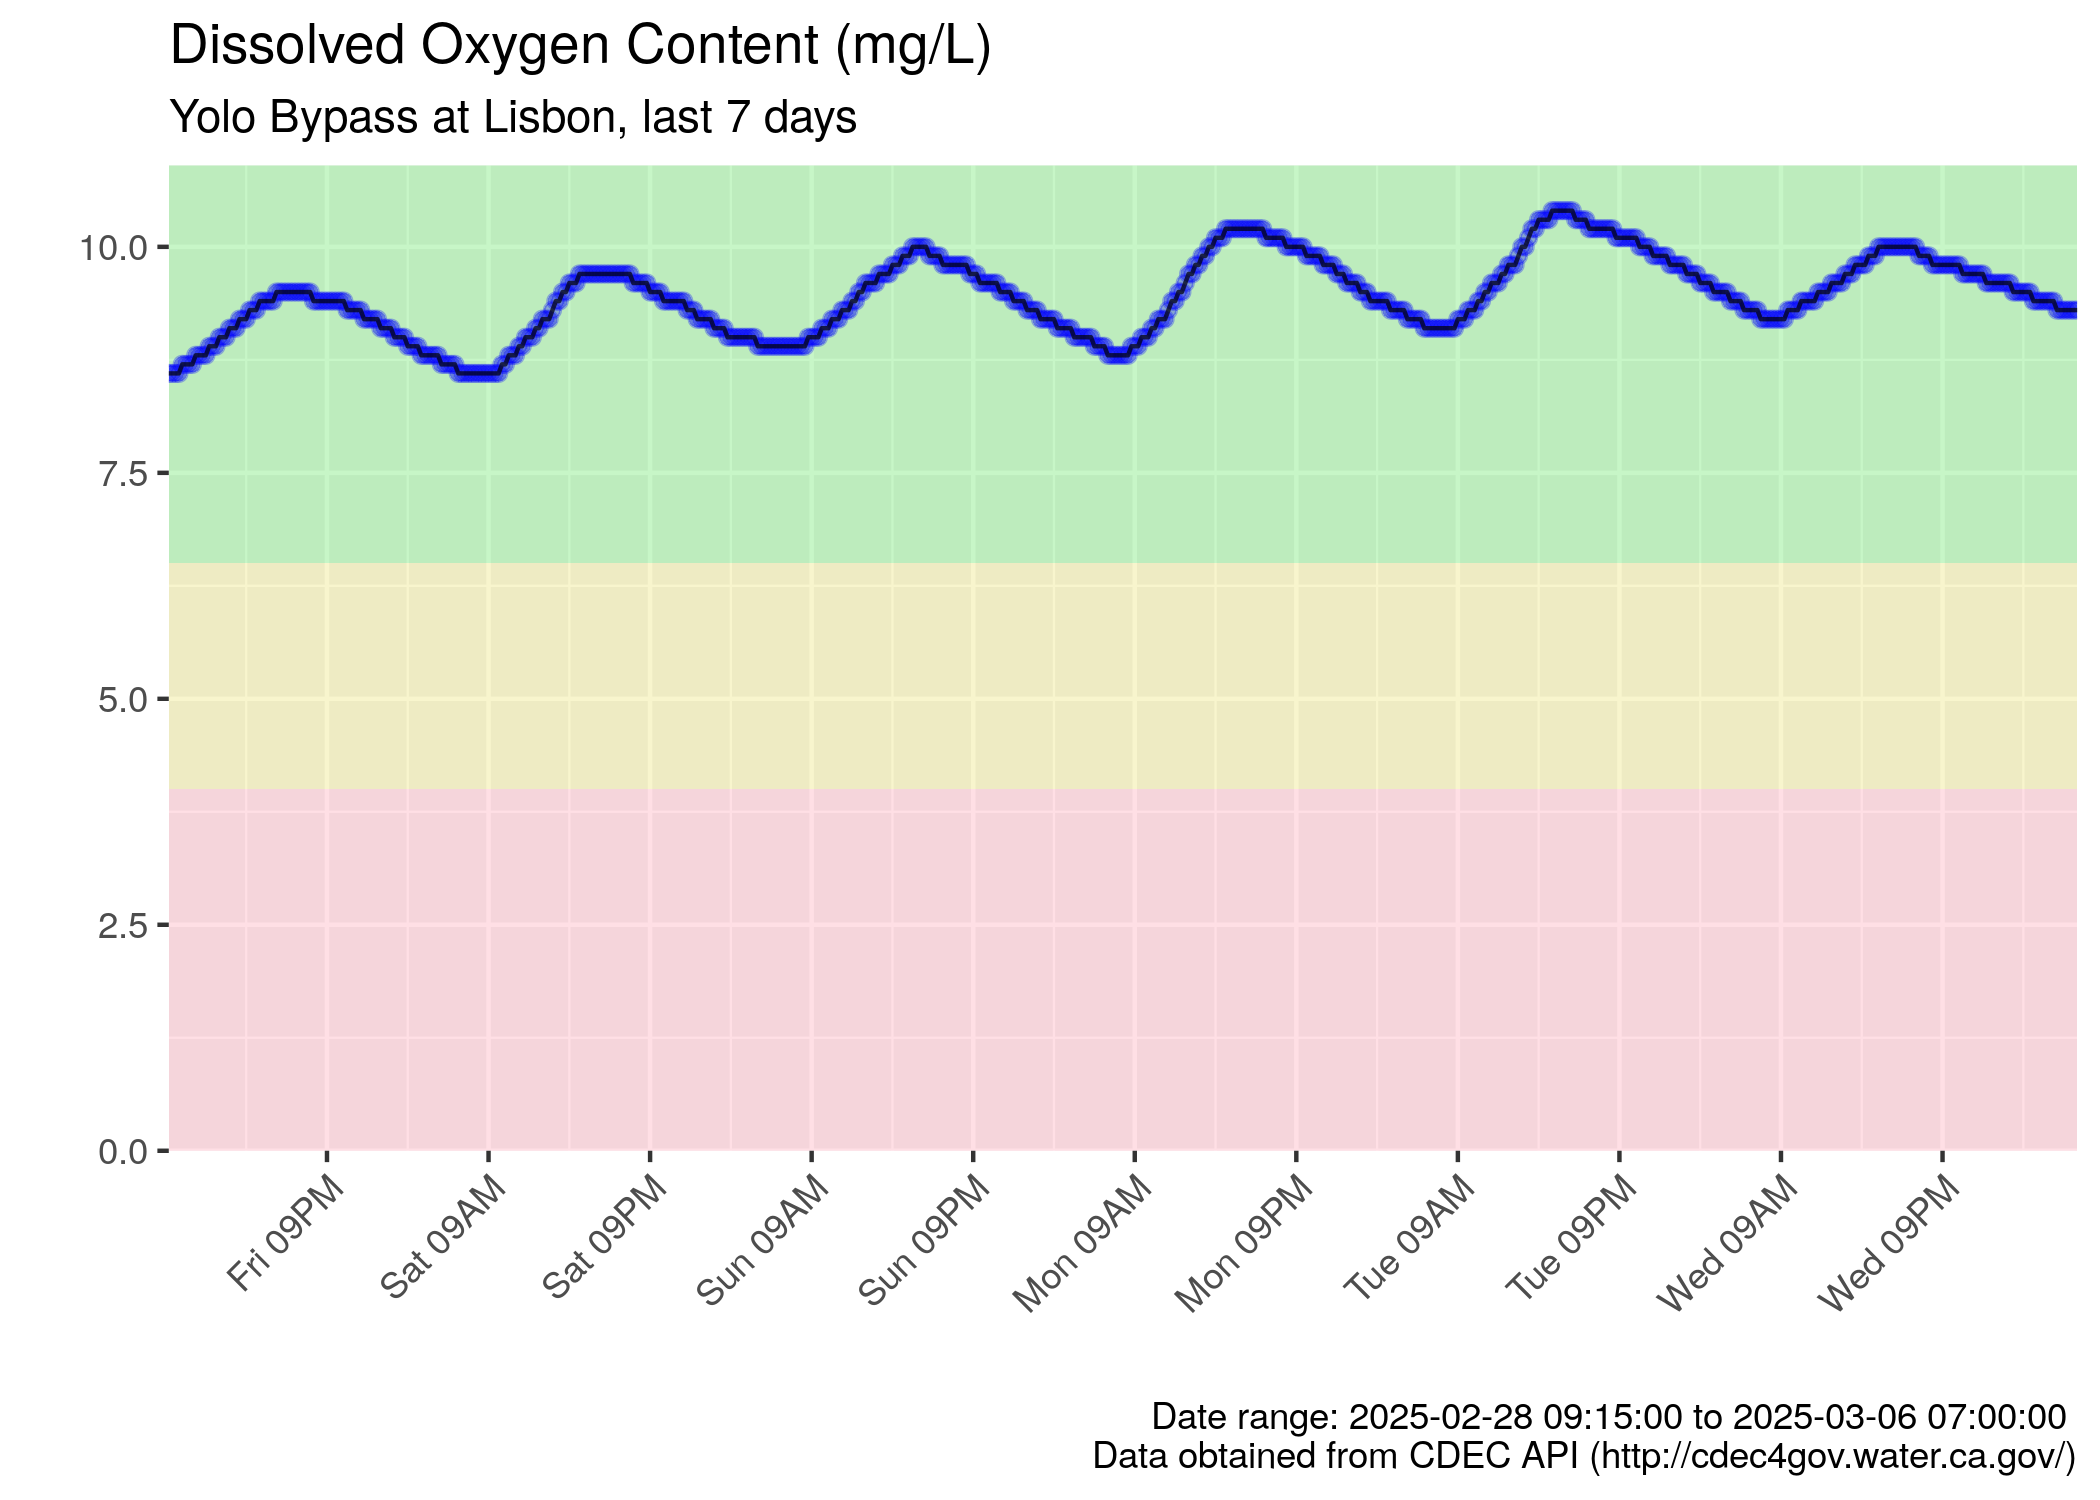 Dissolved Oxygen Content (mg/L)
Yolo Bypass at Lisbon, last 7 days
10.0
7.5
5.0
2.5
0.0
Fri 09PM
Sat 09AM
Sat 09PM
Sun 09AM
Sun 09PM
Mon 09AM
Mon 09PM
Tue 09AM
Tue 09PM
Wed 09AM
Wed 09PM
Date range: 2025-02-28 09:15:00 to 2025-03-06 07:00:00
Data obtained from CDEC API (http://cdec4gov.water.ca.gov/)